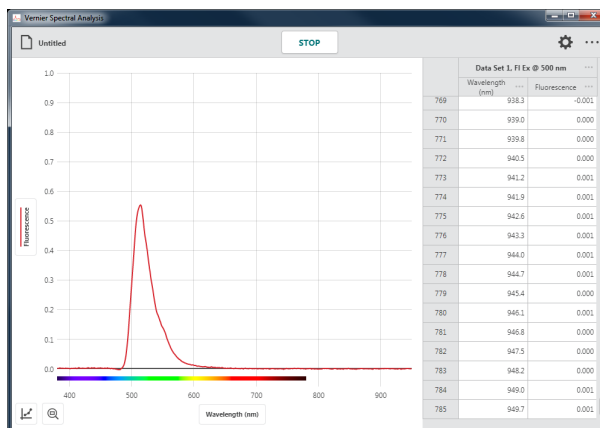 Vernier Spectral Analysis
Untitled
STOP
Data Set 1, Fl Ex @ 500 nm
Wavelength (nm) Fluorescence
769 938.3 -0.001
770 939.0 0.000
771 939.8 0.000
772 940.5 0.000
773 941.2 0.001
774 941.9 0.001
775 942.6 0.001
776 943.3 0.001
777 944.0 0.001
778 944.7 0.001
779 945.4 0.000
780 946.1 0.001
781 946.8 0.000
782 947.5 0.000
783 948.2 0.000
784 949.0 0.001
785 949.7 0.001
1.0
0.9
0.8
0.7
0.6
0.5
0.4
0.3
0.2
0.1
0.0
Fluorescence
400 500 600 700 800 900
Wavelength (nm)